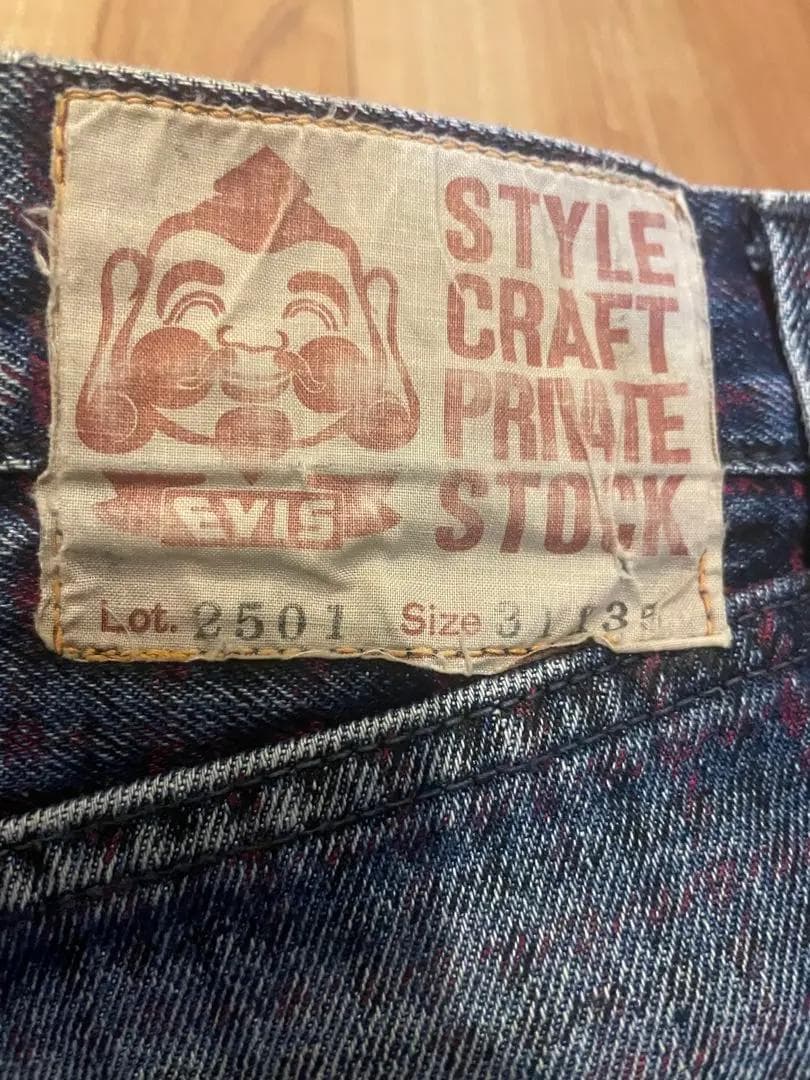 STYLE
CRAFT
PRIVATE
STOCK
EVIS
Lot. 2501 Size